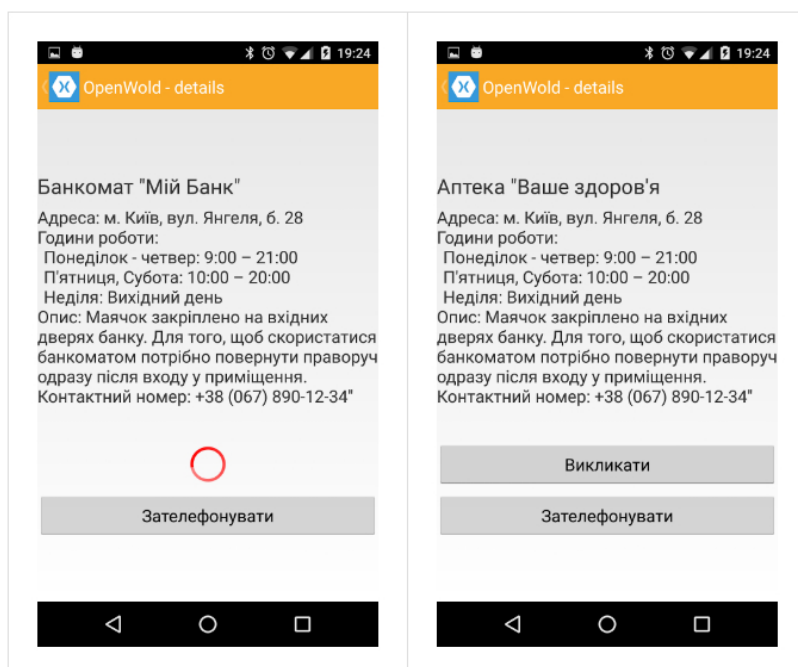 19:24
OpenWold - details
Банкомат "Мій Банк"
Адреса: м. Київ, вул. Янгеля, б. 28
Години роботи:
Понеділок - четвер: 9:00 – 21:00
П'ятниця, Субота: 10:00 – 20:00
Неділя: Вихідний день
Опис: Маячок закріплено на вхідних
дверях банку. Для того, щоб скористатися
банкоматом потрібно повернути праворуч
одразу після входу у приміщення.
Контактний номер: +38 (067) 890-12-34"
Зателефонувати
19:24
OpenWold - details
Аптека "Ваше здоров'я
Адреса: м. Київ, вул. Янгеля, б. 28
Години роботи:
Понеділок - четвер: 9:00 – 21:00
П'ятниця, Субота: 10:00 – 20:00
Неділя: Вихідний день
Опис: Маячок закріплено на вхідних
дверях банку. Для того, щоб скористатися
банкоматом потрібно повернути праворуч
одразу після входу у приміщення.
Контактний номер: +38 (067) 890-12-34"
Викликати
Зателефонувати